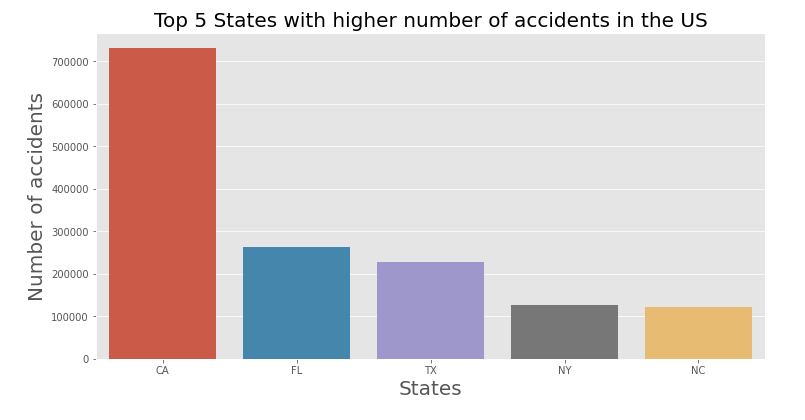 Top 5 States with higher number of accidents in the US
Number of accidents
700000
600000
500000
400000
300000
200000
100000
0
CA FL TX NY NC
States